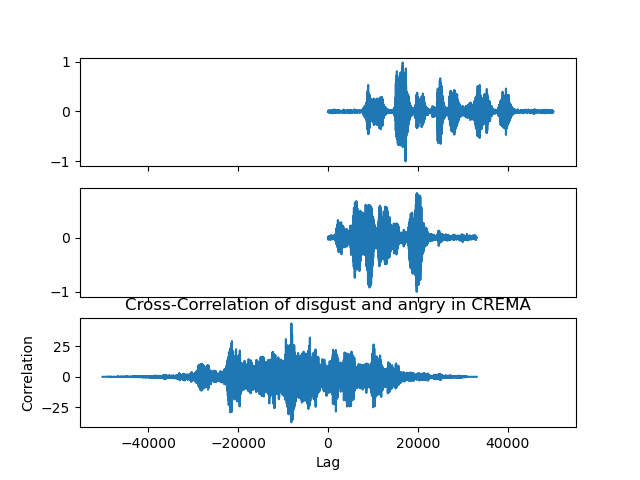 1
0
−1
0
−1
Cross-Correlation of disgust and angry in CREMA
25
0
−25
Correlation
−40000 −20000 0 20000 40000
Lag